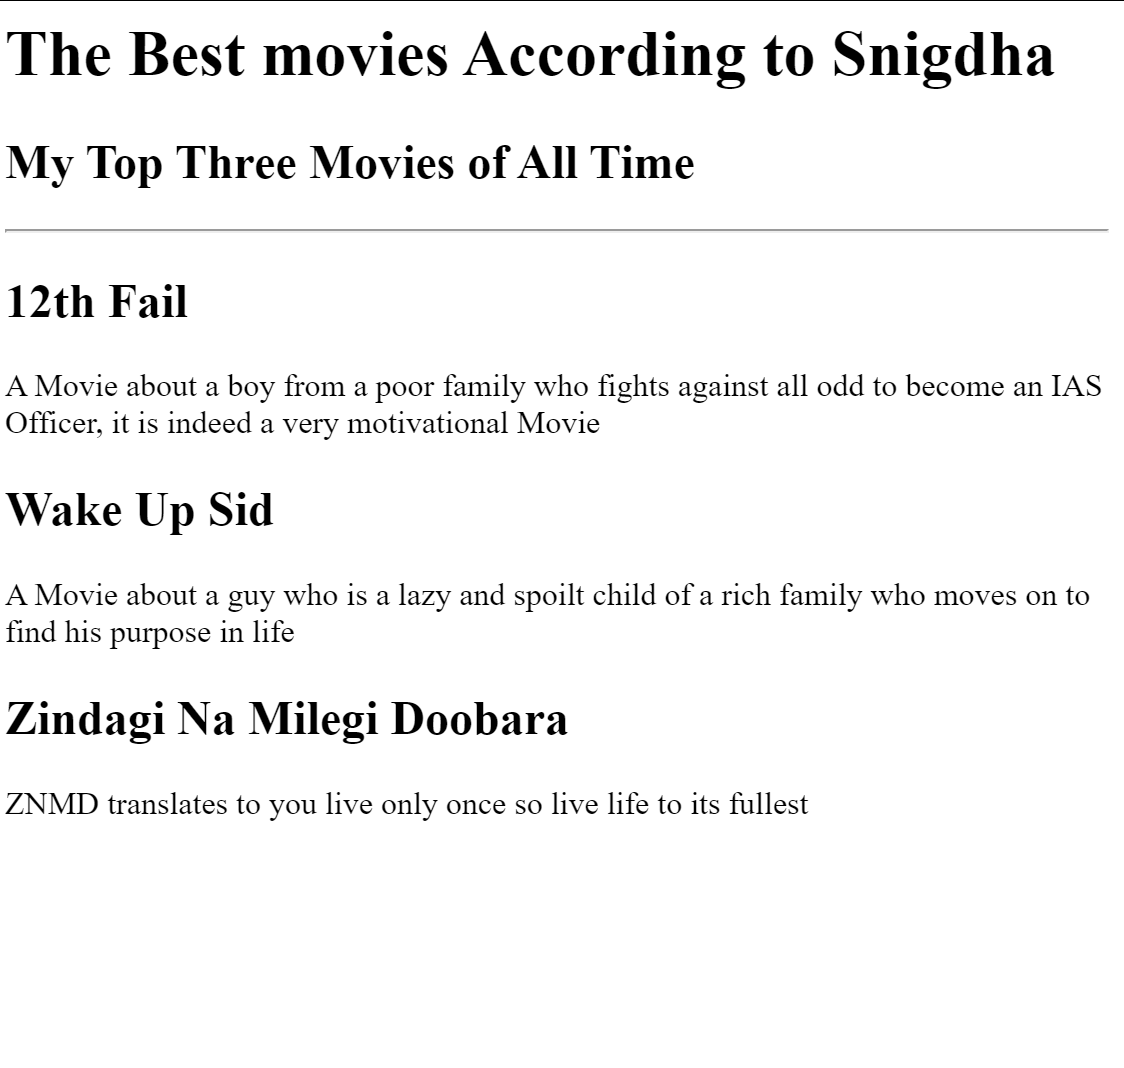 The Best movies According to Snigdha
My Top Three Movies of All Time
12th Fail
A Movie about a boy from a poor family who fights against all odd to become an IAS
Officer, it is indeed a very motivational Movie
Wake Up Sid
A Movie about a guy who is a lazy and spoilt child of a rich family who moves on to
find his purpose in life
Zindagi Na Milegi Doobara
ZNMD translates to you live only once so live life to its fullest